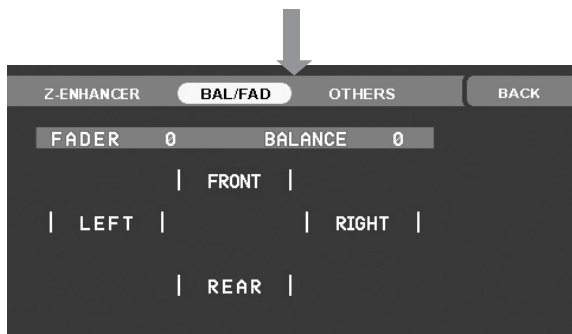 Z-ENHANCER BAL/FAD OTHERS BACK
FADER 0 BALANCE 0
| FRONT |
| LEFT | | RIGHT |
| REAR |